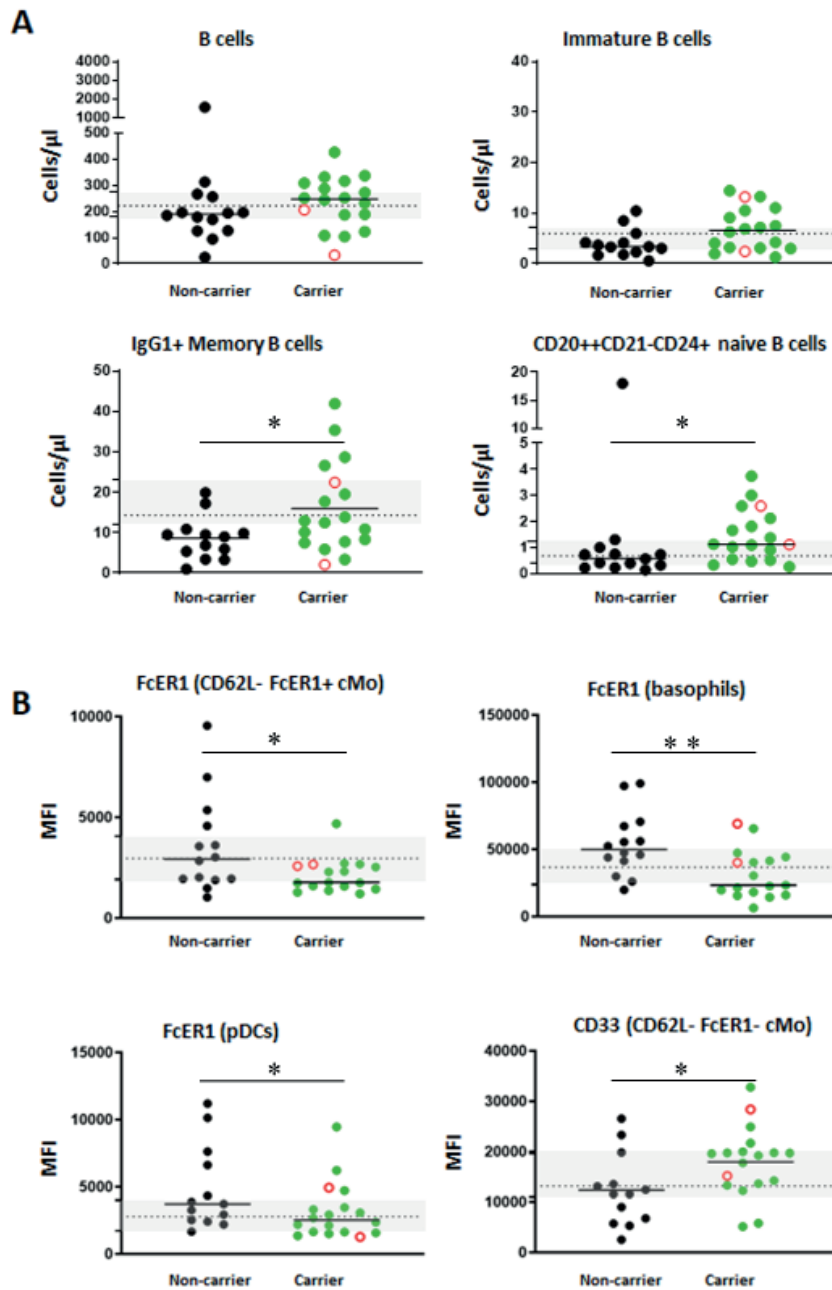 A
B cells
Immature B cells
Cells/µl
4000
3000
2000
1000
500
400
300
200
100
0
Non-carrier
Carrier
40
30
20
10
0
Non-carrier
Carrier
IgG1+ Memory B cells
CD20++CD21-CD24+ naive B cells
Cells/µl
50
40
30
20
10
0
*
Non-carrier
Carrier
Cells/µl
20
15
10
5
4
3
2
1
0
*
Non-carrier
Carrier
B
FcER1 (CD62L- FcER1+ cMo)
FcER1 (basophils)
MFI
10000
5000
0
*
Non-carrier
Carrier
MFI
150000
100000
50000
0
* *
Non-carrier
Carrier
FcER1 (pDCs)
CD33 (CD62L- FcER1- cMo)
MFI
15000
10000
5000
0
*
Non-carrier
Carrier
MFI
40000
30000
20000
10000
0
*
Non-carrier
Carrier